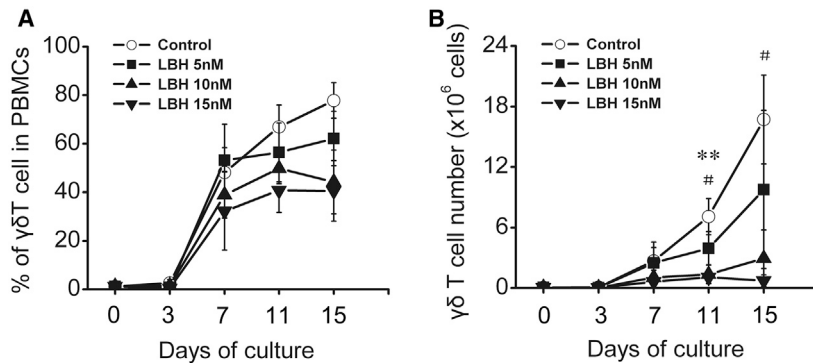 A
Control
LBH 5nM
LBH 10nM
LBH 15nM
% of γδT cell in PBMCs
100
80
60
40
20
0
0 3 7 11 15
Days of culture
B
Control
LBH 5nM
LBH 10nM
LBH 15nM
γδ T cell number (x10⁶ cells)
24
18
12
6
0
**
#
#
0 3 7 11 15
Days of culture